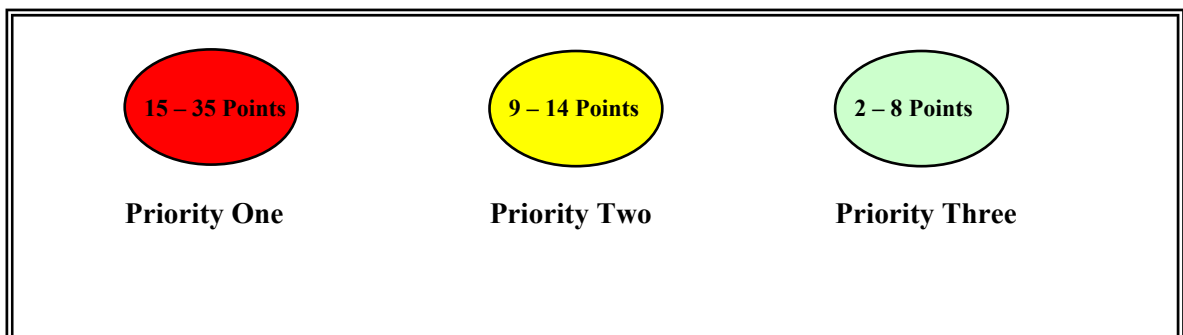 15 – 35 Points
9 – 14 Points
2 – 8 Points
Priority One
Priority Two
Priority Three